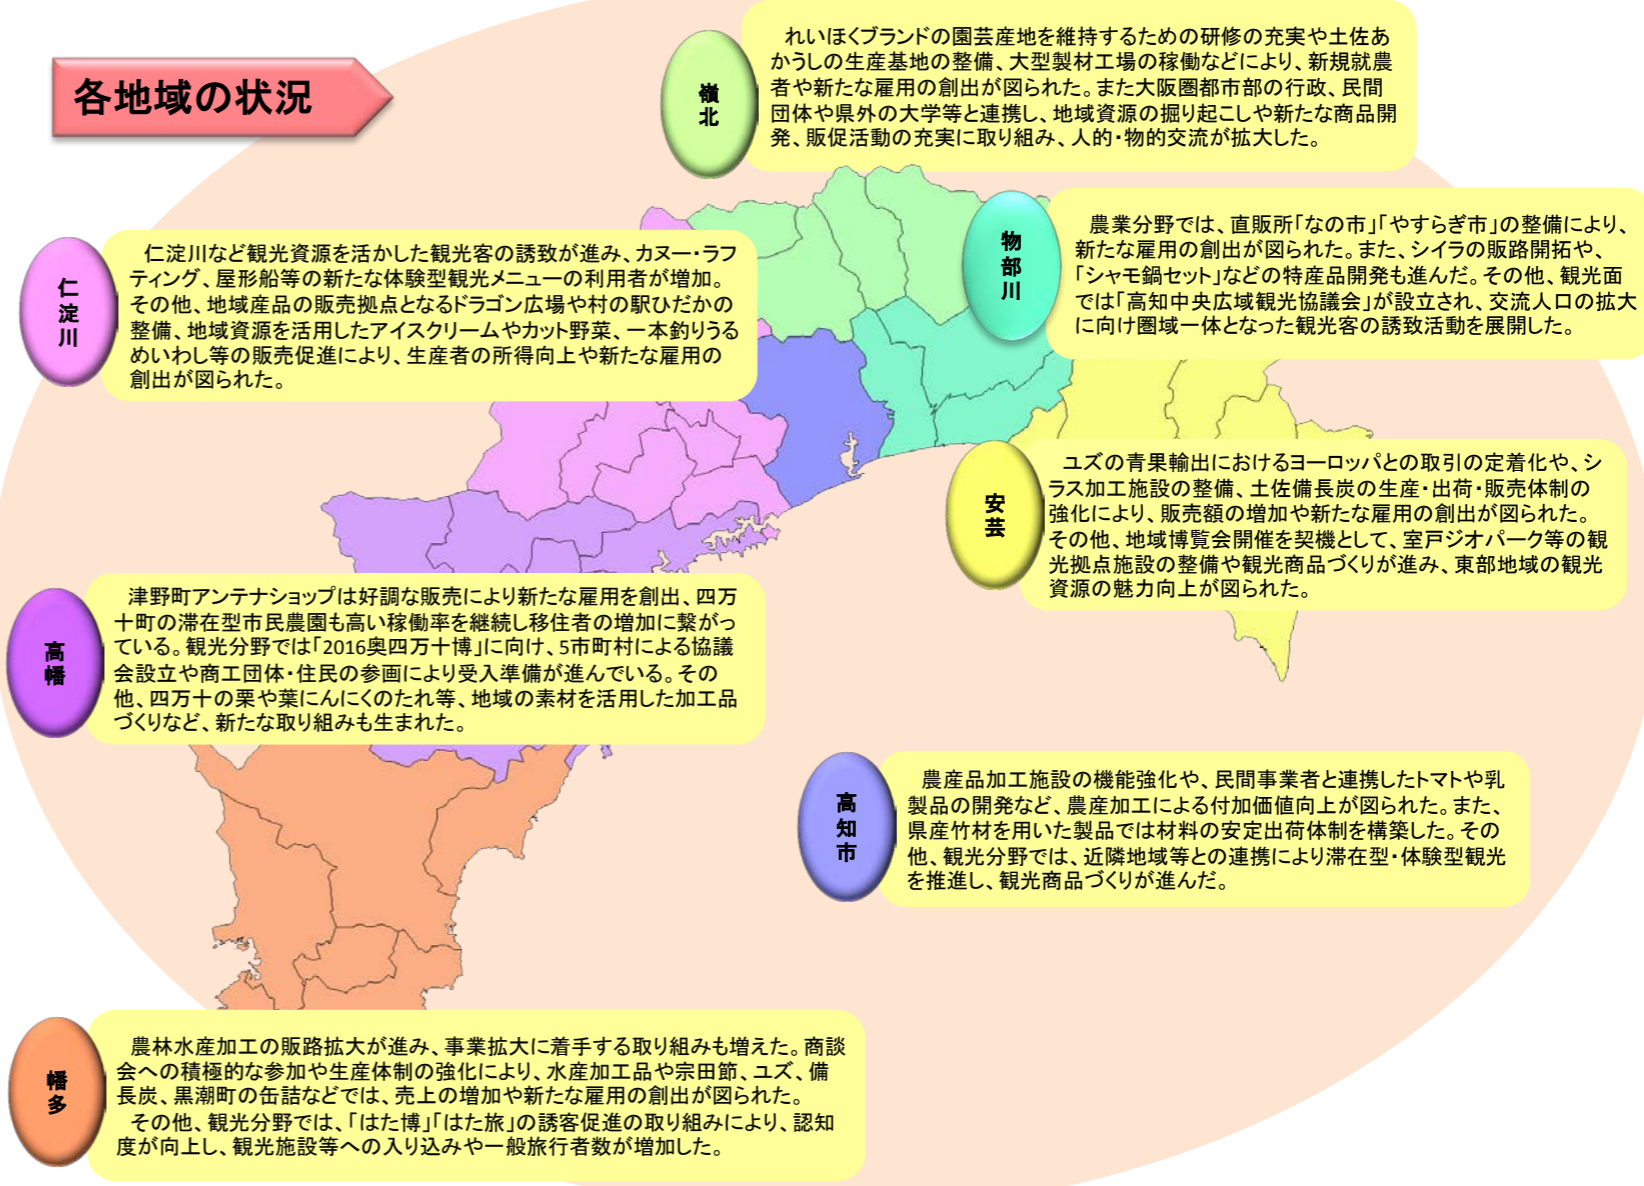 各地域の状況
嶺北
れいほくブランドの園芸産地を維持するための研修の充実や土佐あ
かうしの生産基地の整備、大型製材工場の稼働などにより、新規就農
者や新たな雇用の創出が図られた。また大阪圏都市部の行政、民間
団体や県外の大学等と連携し、地域資源の掘り起こしや新たな商品開
発、販促活動の充実に取り組み、人的・物的交流が拡大した。
物部川
農業分野では、直販所「なの市」「やすらぎ市」の整備により、
新たな雇用の創出が図られた。また、シイラの販路開拓や、
「シャモ鍋セット」などの特産品開発も進んだ。その他、観光面
では「高知中央広域観光協議会」が設立され、交流人口の拡大
に向け圏域一体となった観光客の誘致活動を展開した。
仁淀川
仁淀川など観光資源を活かした観光客の誘致が進み、カヌー・ラフ
ティング、屋形船等の新たな体験型観光メニューの利用者が増加。
その他、地域産品の販売拠点となるドラゴン広場や村の駅ひだかの
整備、地域資源を活用したアイスクリームやカット野菜、一本釣りうる
めいわし等の販売促進により、生産者の所得向上や新たな雇用の
創出が図られた。
安芸
ユズの青果輸出におけるヨーロッパとの取引の定着化や、シ
ラス加工施設の整備、土佐備長炭の生産・出荷・販売体制の
強化により、販売額の増加や新たな雇用の創出が図られた。
その他、地域博覧会開催を契機として、室戸ジオパーク等の観
光拠点施設の整備や観光商品づくりが進み、東部地域の観光
資源の魅力向上が図られた。
高幡
津野町アンテナショップは好調な販売により新たな雇用を創出、四万
十町の滞在型市民農園も高い稼働率を継続し移住者の増加に繋がっ
ている。観光分野では「2016奥四万十博」に向け、5市町村による協議
会設立や商工団体・住民の参画により受入準備が進んでいる。その
他、四万十の栗や葉にんにくのたれ等、地域の素材を活用した加工品
づくりなど、新たな取り組みも生まれた。
高知市
農産品加工施設の機能強化や、民間事業者と連携したトマトや乳
製品の開発など、農産加工による付加価値向上が図られた。また、
県産竹材を用いた製品では材料の安定出荷体制を構築した。その
他、観光分野では、近隣地域等との連携により滞在型・体験型観光
を推進し、観光商品づくりが進んだ。
幡多
農林水産加工の販路拡大が進み、事業拡大に着手する取り組みも増えた。商談
会への積極的な参加や生産体制の強化により、水産加工品や宗田節、ユズ、備
長炭、黒潮町の缶詰などでは、売上の増加や新たな雇用の創出が図られた。
その他、観光分野では、「はた博」「はた旅」の誘客促進の取り組みにより、認知
度が向上し、観光施設等への入り込みや一般旅行者数が増加した。